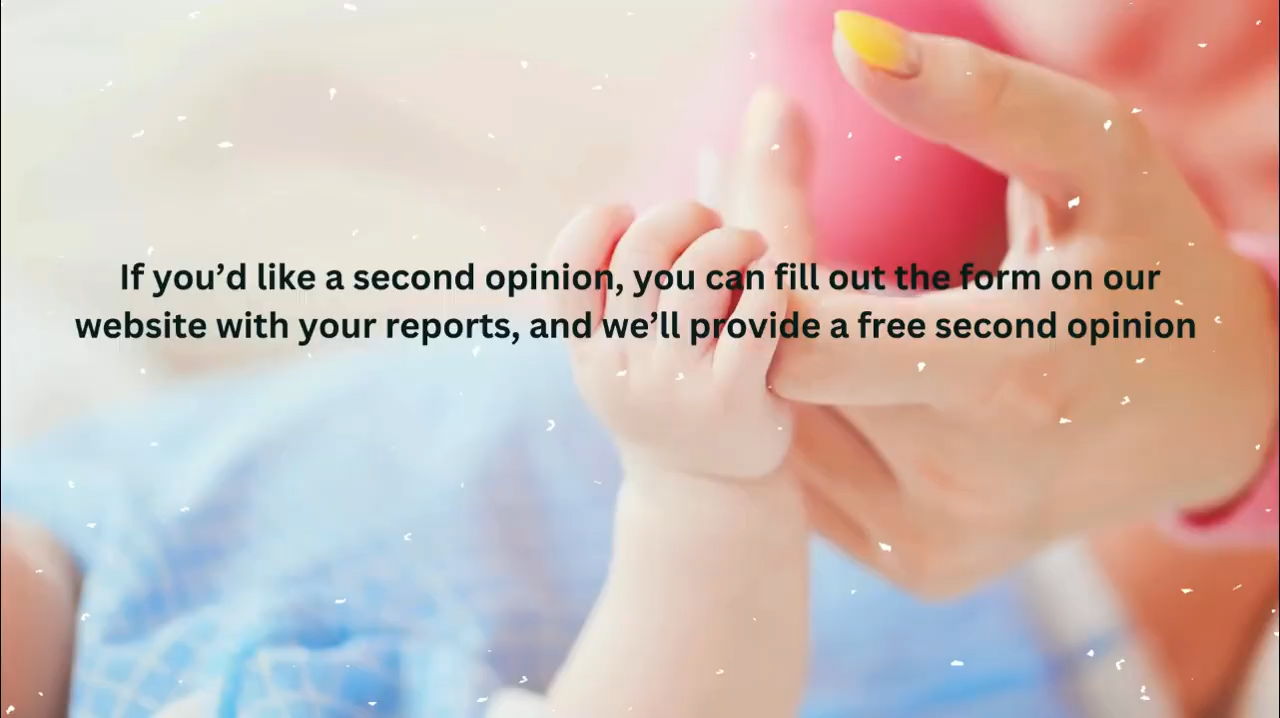 If you’d like a second opinion, you can fill out the form on our
website with your reports, and we’ll provide a free second opinion